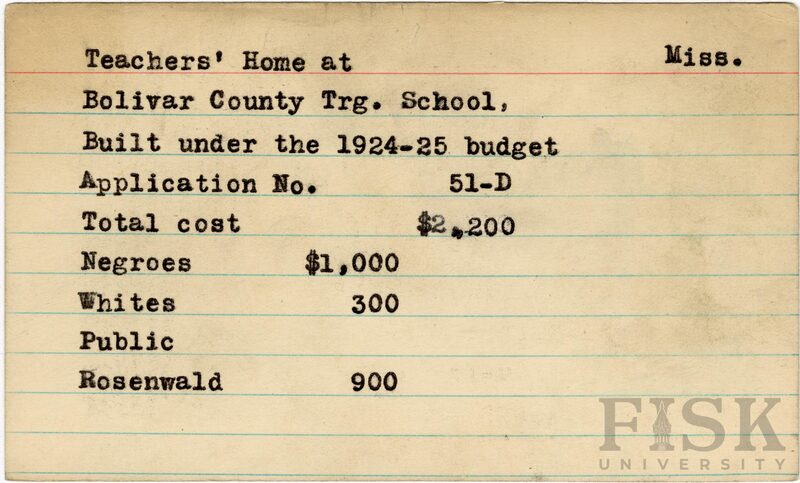 Teachers' Home at Miss.
Bolivar County Trg. School,
Built under the 1924-25 budget
Application No. 51-D
Total cost $2,200
Negroes $1,000
Whites 300
Public
Rosenwald 900
FISK
UNIVERSITY